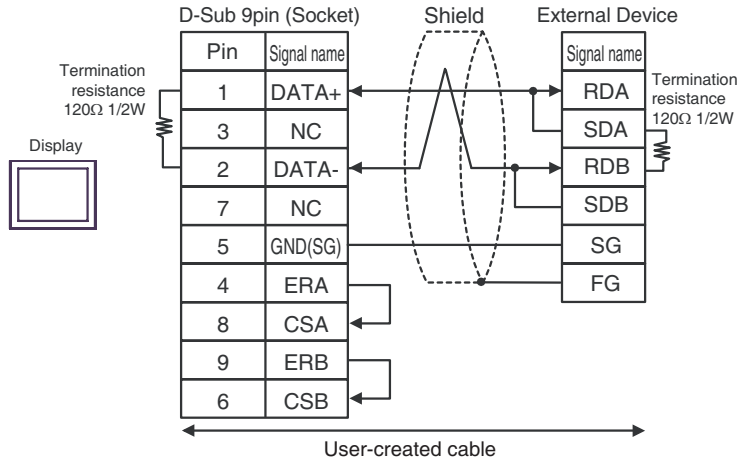 D-Sub 9pin (Socket) Shield External Device
Pin Signal name Signal name
Termination
resistance
120Ω 1/2W
1 DATA+ RDA
Termination
resistance
120Ω 1/2W
3 NC SDA
Display
2 DATA- RDB
7 NC SDB
5 GND(SG) SG
4 ERA FG
8 CSA
9 ERB
6 CSB
User-created cable